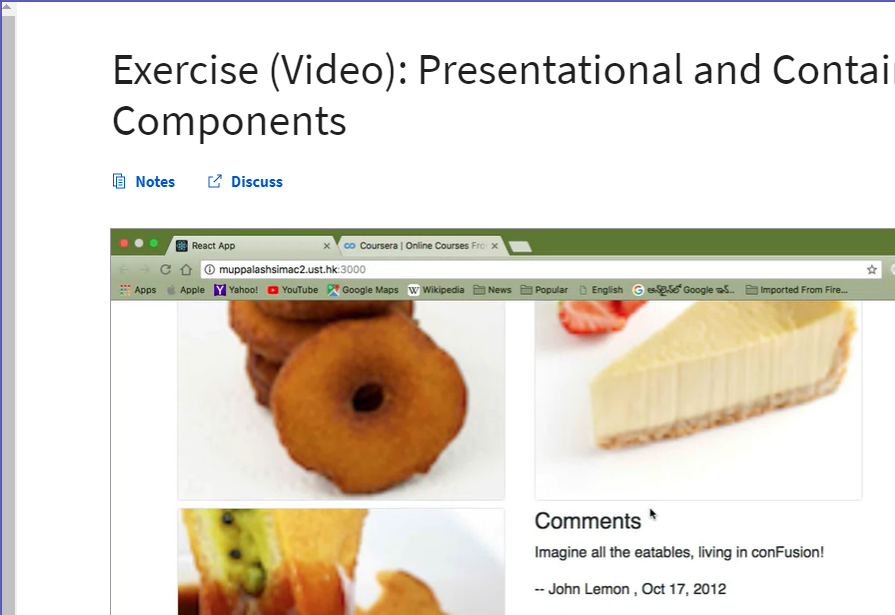 Exercise (Video): Presentational and Contai
Components
Notes Discuss
React App Coursera | Online Courses Fro
muppalashsimac2.ust.hk:3000
Apps Apple Yahoo! YouTube Google Maps Wikipedia News Popular English Google Imported From Fire...
Comments
Imagine all the eatables, living in conFusion!
-- John Lemon , Oct 17, 2012